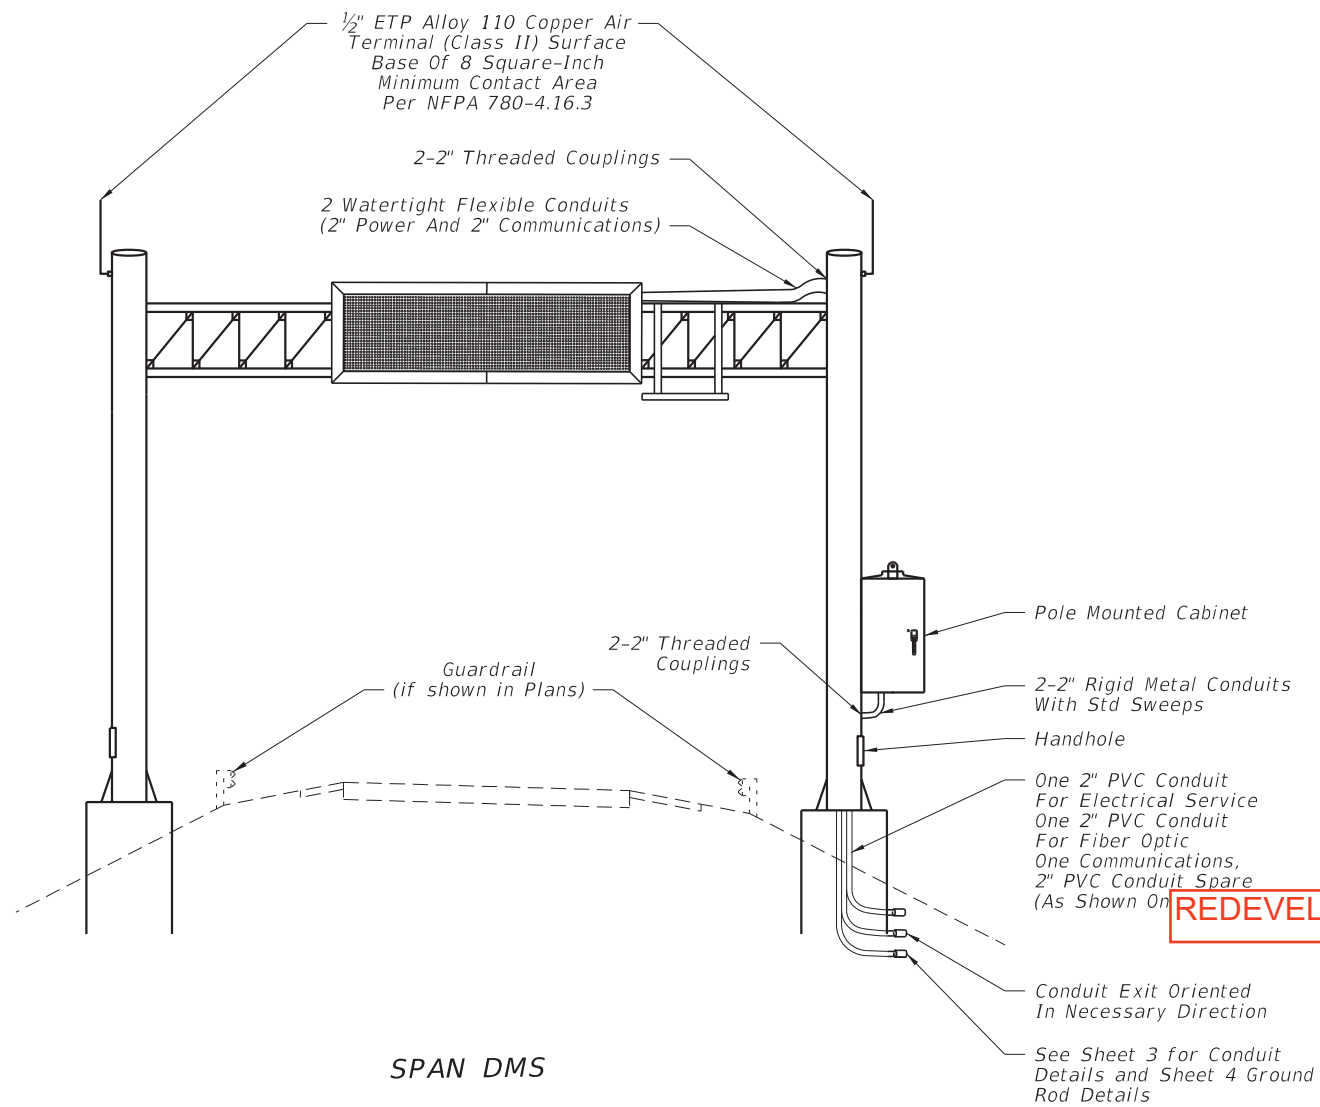 ½" ETP Alloy 110 Copper Air
Terminal (Class II) Surface
Base Of 8 Square-Inch
Minimum Contact Area
Per NFPA 780-4.16.3
2-2" Threaded Couplings
2 Watertight Flexible Conduits
(2" Power And 2" Communications)
Pole Mounted Cabinet
2-2" Threaded
Couplings
Guardrail
(if shown in Plans)
2-2" Rigid Metal Conduits
With Std Sweeps
Handhole
One 2" PVC Conduit
For Electrical Service
One 2" PVC Conduit
For Fiber Optic
One Communications,
2" PVC Conduit Spare
(As Shown On
REDEVEL
Conduit Exit Oriented
In Necessary Direction
See Sheet 3 for Conduit
Details and Sheet 4 Ground
Rod Details
SPAN DMS